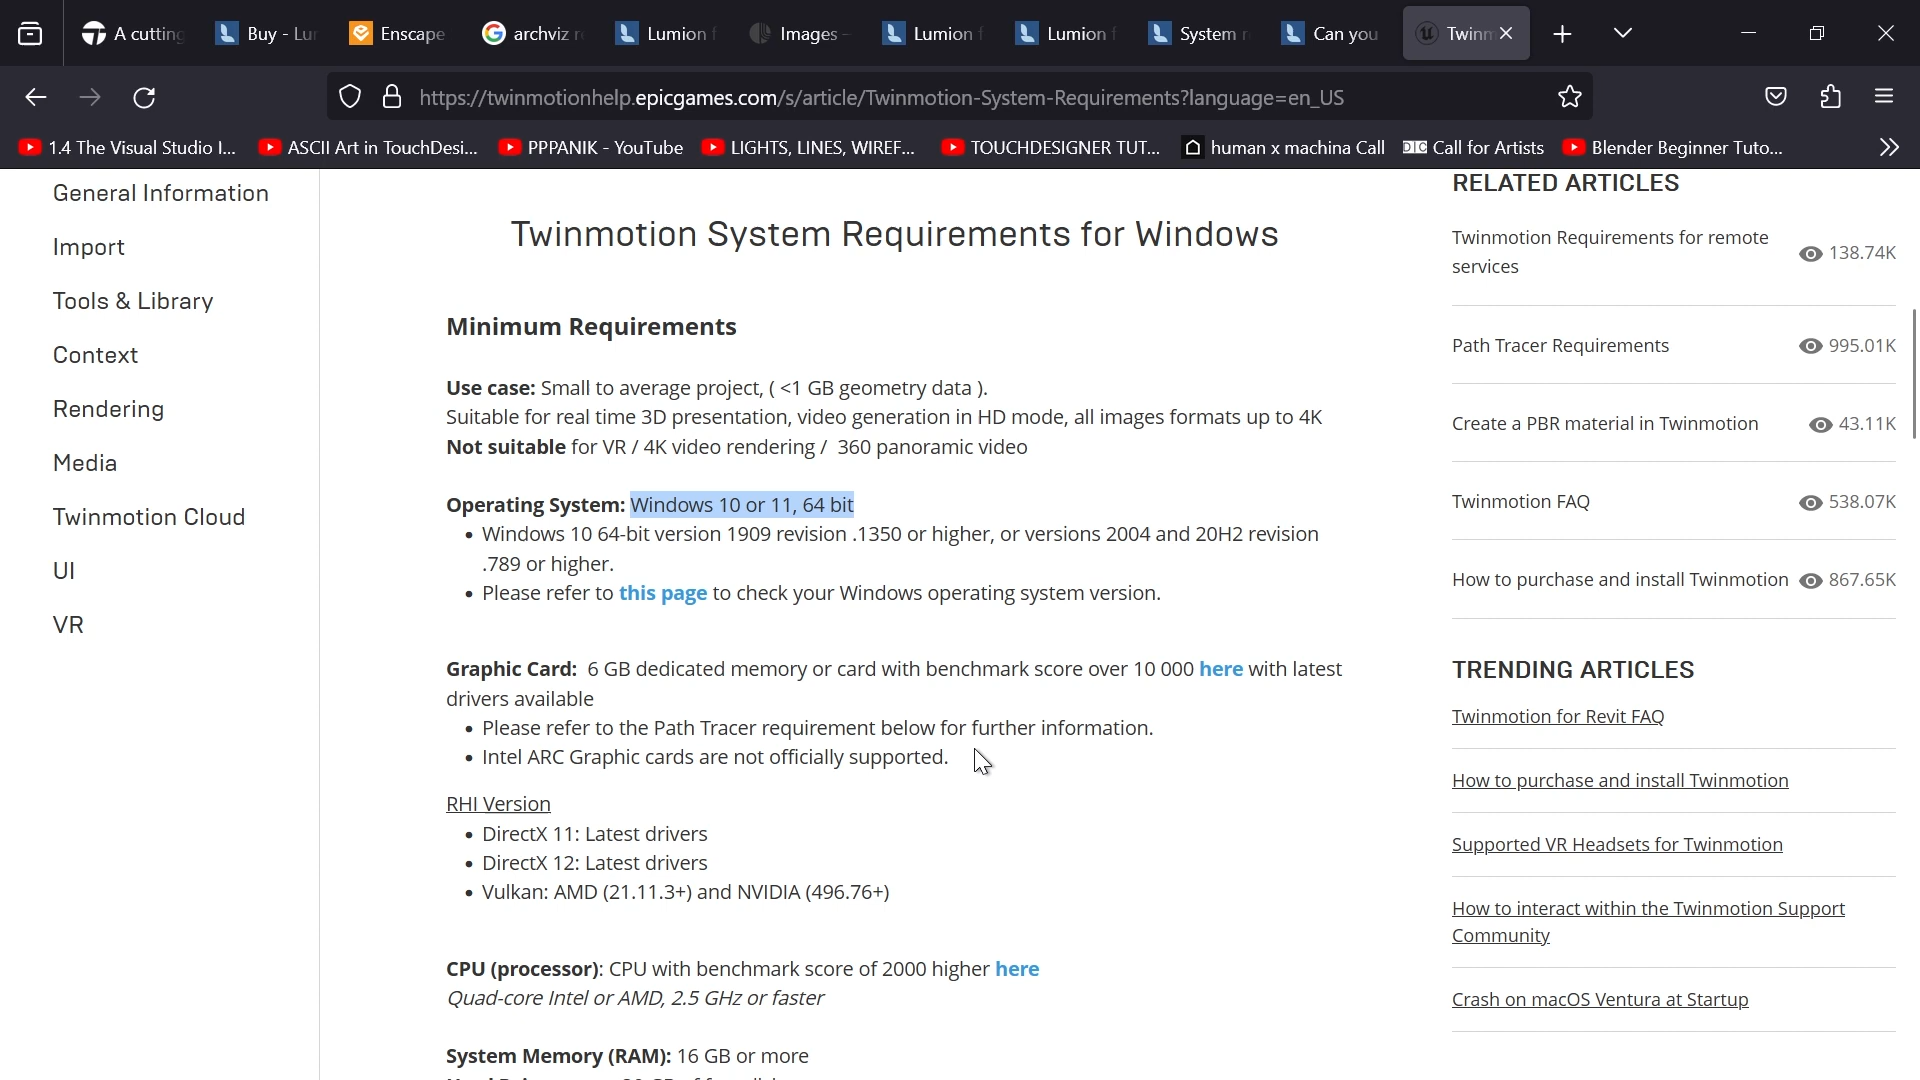 A cutting
Buy - Lur
Enscape
archviz r
Lumion f
Images -
Lumion f
Lumion f
System r
Can you
Twinm
https://twinmotionhelp.epicgames.com/s/article/Twinmotion-System-Requirements?language=en_US
1.4 The Visual Studio I...
ASCII Art in TouchDesi...
PPPANIK - YouTube
LIGHTS, LINES, WIREF...
TOUCHDESIGNER TUT...
human x machina Call
DIG Call for Artists
Blender Beginner Tuto...
General Information
Import
Tools & Library
Context
Rendering
Media
Twinmotion Cloud
UI
VR
Twinmotion System Requirements for Windows
Minimum Requirements
Use case: Small to average project, ( <1 GB geometry data ).
Suitable for real time 3D presentation, video generation in HD mode, all images formats up to 4K
Not suitable for VR / 4K video rendering / 360 panoramic video
Operating System: Windows 10 or 11, 64 bit
• Windows 10 64-bit version 1909 revision .1350 or higher, or versions 2004 and 20H2 revision
.789 or higher.
• Please refer to this page to check your Windows operating system version.
Graphic Card: 6 GB dedicated memory or card with benchmark score over 10 000 here with latest
drivers available
• Please refer to the Path Tracer requirement below for further information.
• Intel ARC Graphic cards are not officially supported.
RHI Version
• DirectX 11: Latest drivers
• DirectX 12: Latest drivers
• Vulkan: AMD (21.11.3+) and NVIDIA (496.76+)
CPU (processor): CPU with benchmark score of 2000 higher here
Quad-core Intel or AMD, 2.5 GHz or faster
System Memory (RAM): 16 GB or more
RELATED ARTICLES
Twinmotion Requirements for remote
services
138.74K
Path Tracer Requirements
995.01K
Create a PBR material in Twinmotion
43.11K
Twinmotion FAQ
538.07K
How to purchase and install Twinmotion
867.65K
TRENDING ARTICLES
Twinmotion for Revit FAQ
How to purchase and install Twinmotion
Supported VR Headsets for Twinmotion
How to interact within the Twinmotion Support
Community
Crash on macOS Ventura at Startup